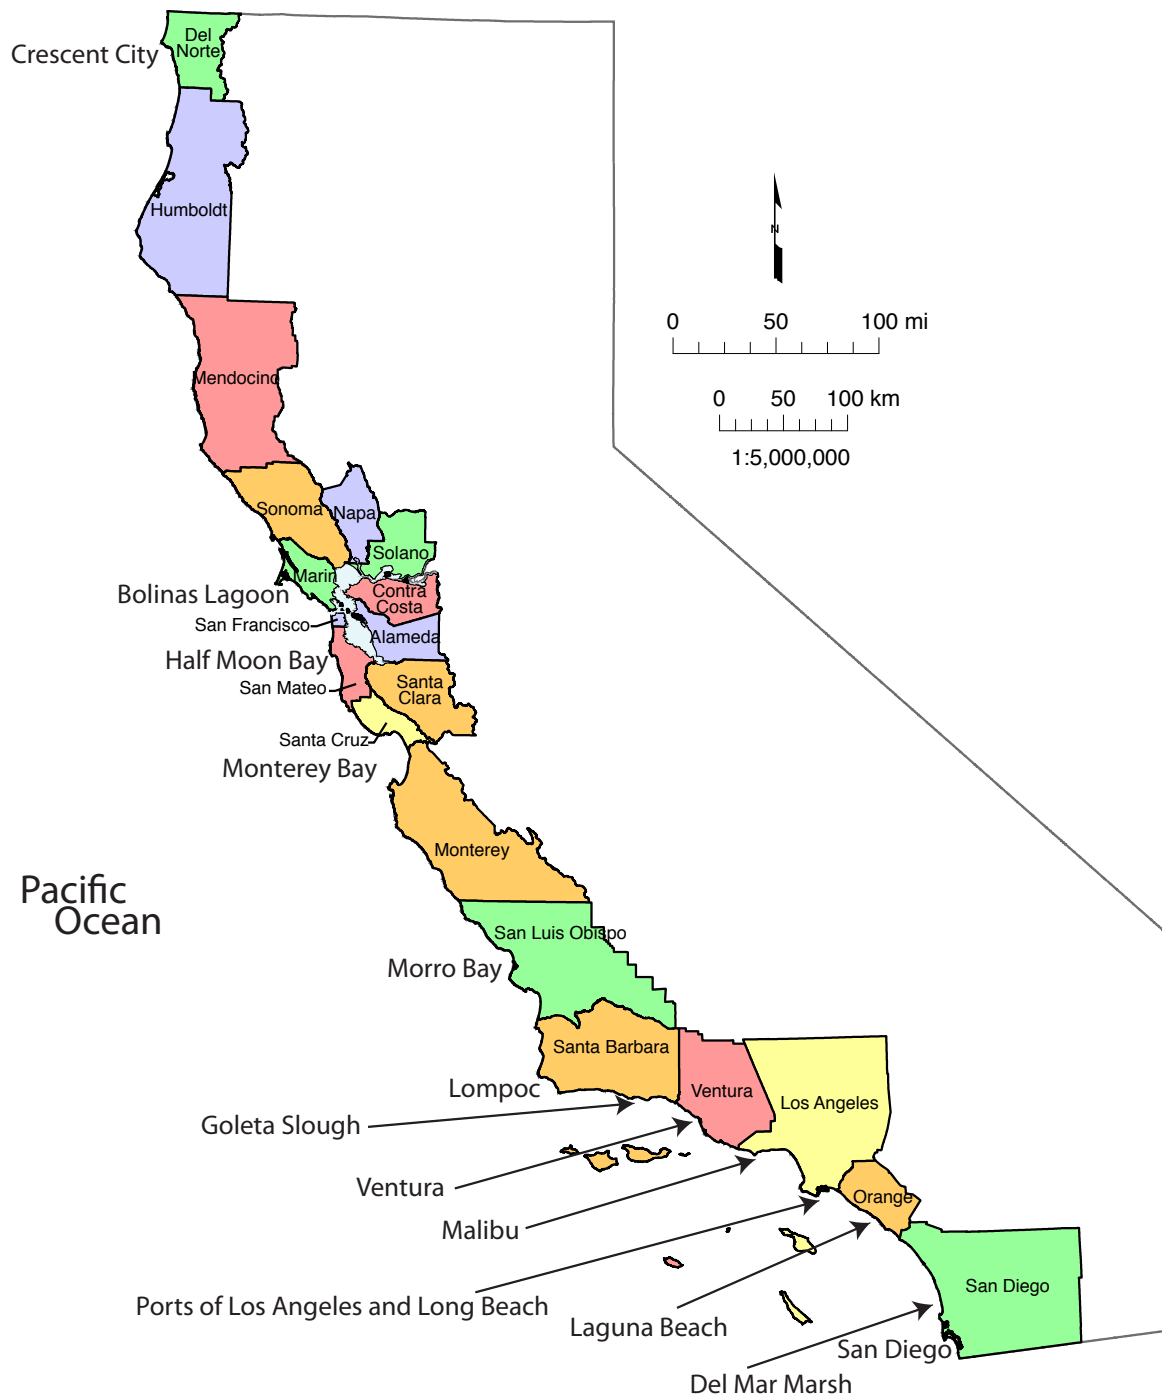 Del
Norte
Crescent City
Humboldt
N
0 50 100 mi
0 50 100 km
1:5,000,000
Mendocino
Sonoma
Napa
Solano
Marin
Contra
Costa
Bolinas Lagoon
San Francisco
Alameda
Half Moon Bay
San Mateo
Santa
Clara
Santa Cruz
Monterey Bay
Monterey
Pacific
Ocean
San Luis Obispo
Morro Bay
Santa Barbara
Lompoc
Ventura
Los Angeles
Goleta Slough
Ventura
Malibu
Orange
Ports of Los Angeles and Long Beach
Laguna Beach
San Diego
San Diego
Del Mar Marsh